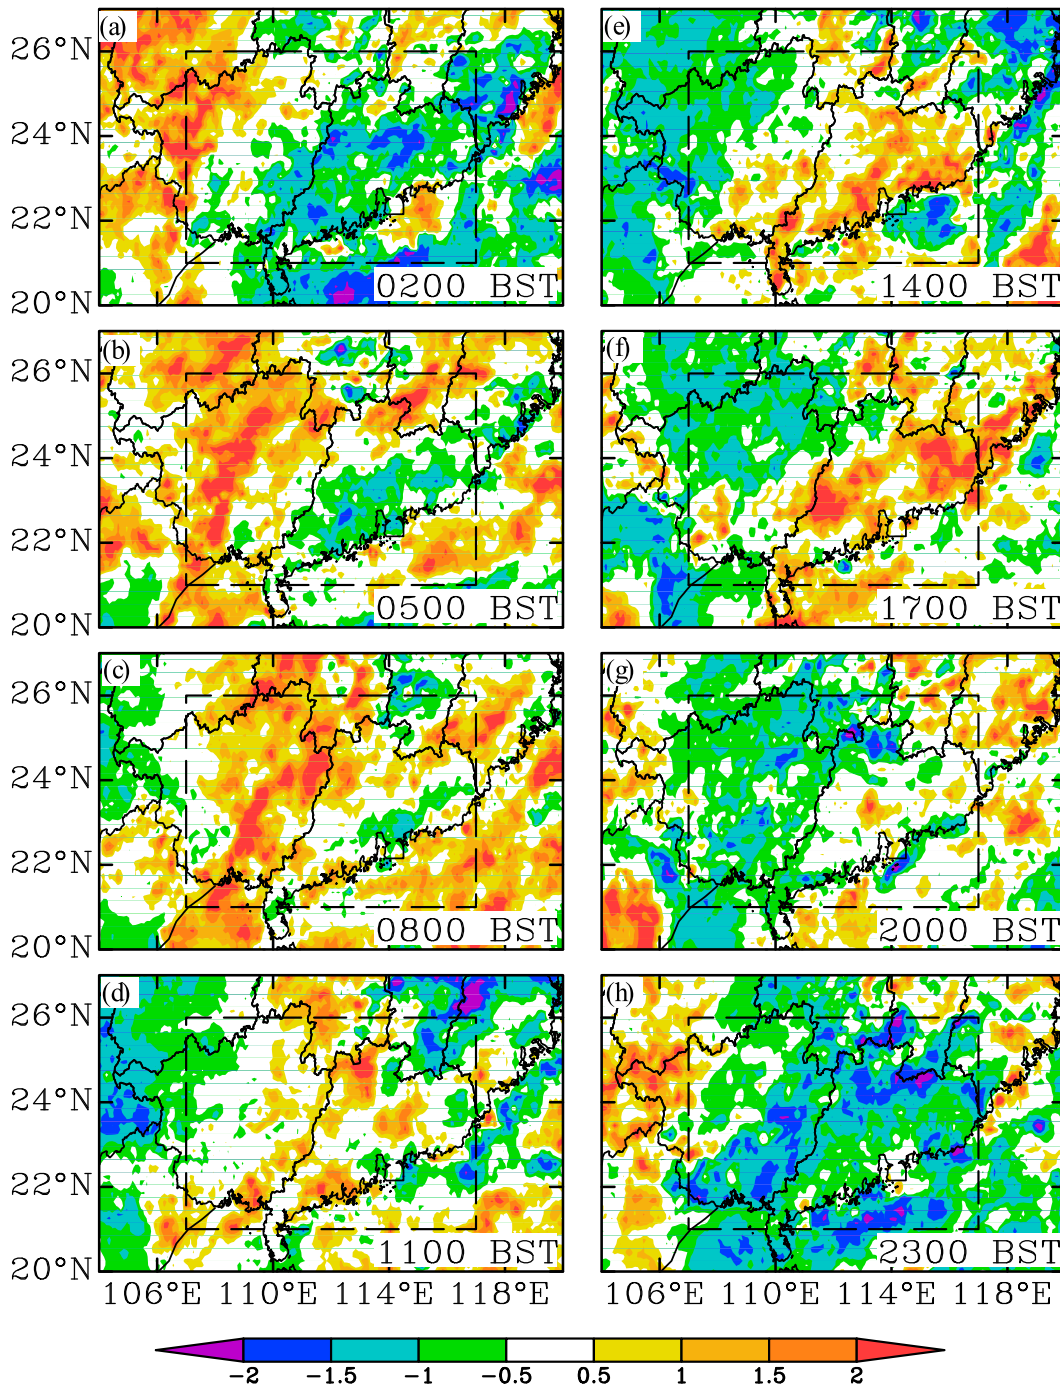 (a) (e)
26°N
24°N
22°N
20°N
0200 BST 1400 BST
(b) (f)
26°N
24°N
22°N
20°N
0500 BST 1700 BST
(c) (g)
26°N
24°N
22°N
20°N
0800 BST 2000 BST
(d) (h)
26°N
24°N
22°N
20°N
1100 BST 2300 BST
106°E 110°E 114°E 118°E 106°E 110°E 114°E 118°E
-2 -1.5 -1 -0.5 0.5 1 1.5 2